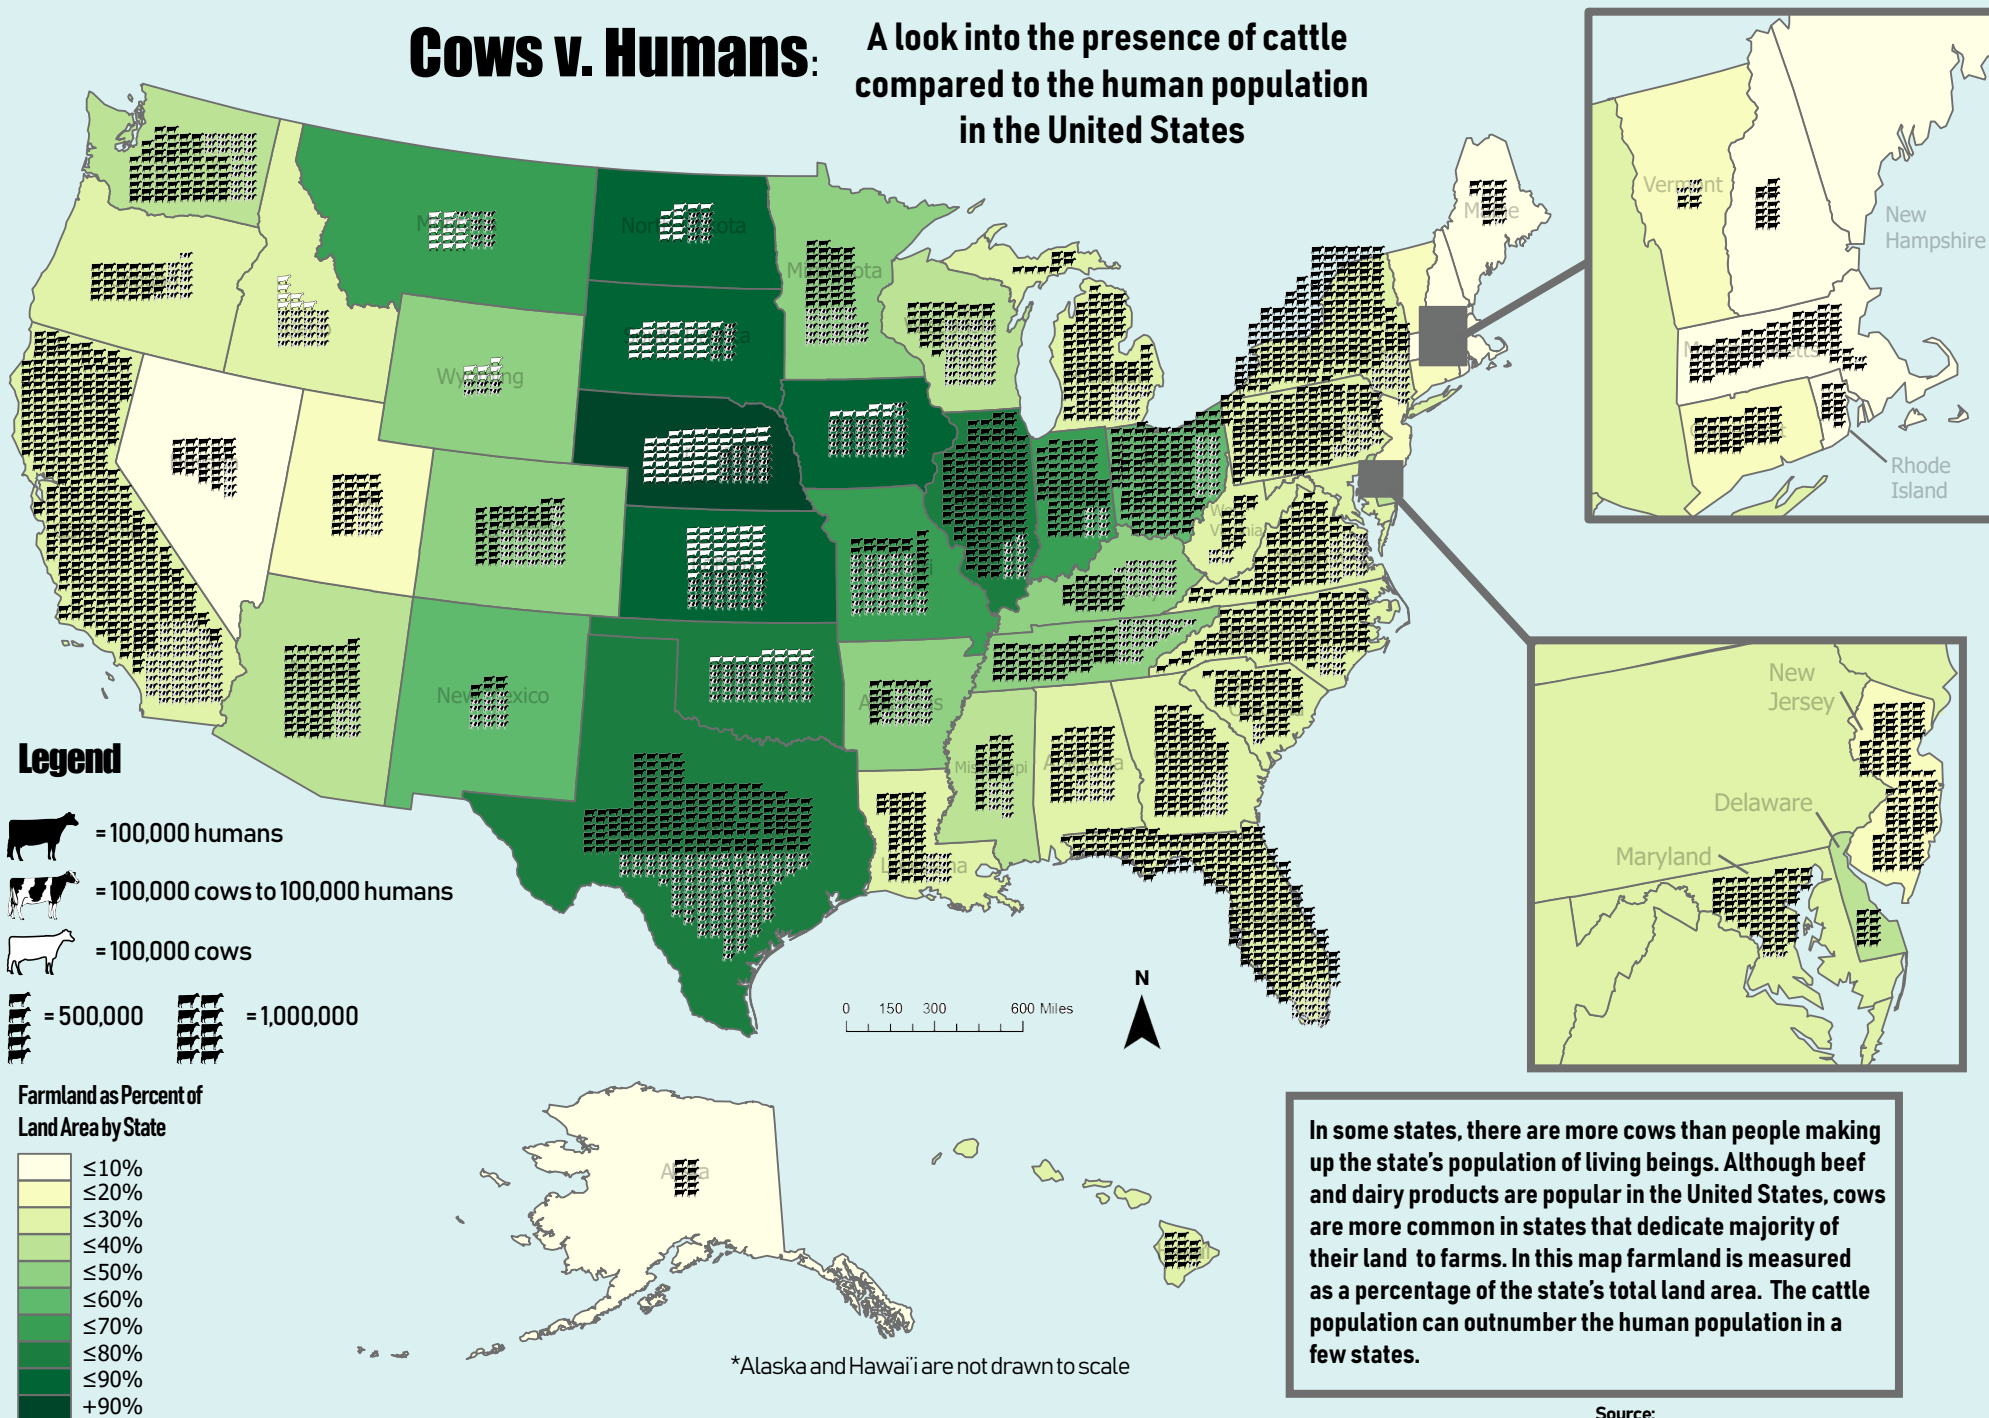 Cows v. Humans:
A look into the presence of cattle
compared to the human population
in the United States
Vermont
New
Hampshire
Rhode
Island
New
Jersey
Delaware
Maryland
Legend
= 100,000 humans
= 100,000 cows to 100,000 humans
= 100,000 cows
= 500,000
= 1,000,000
Farmland as Percent of
Land Area by State
≤10%
≤20%
≤30%
≤40%
≤50%
≤60%
≤70%
≤80%
≤90%
+90%
N
0 150 300 600 Miles
*Alaska and Hawai'i are not drawn to scale
In some states, there are more cows than people making
up the state's population of living beings. Although beef
and dairy products are popular in the United States, cows
are more common in states that dedicate majority of
their land to farms. In this map farmland is measured
as a percentage of the state's total land area. The cattle
population can outnumber the human population in a
few states.
Source: